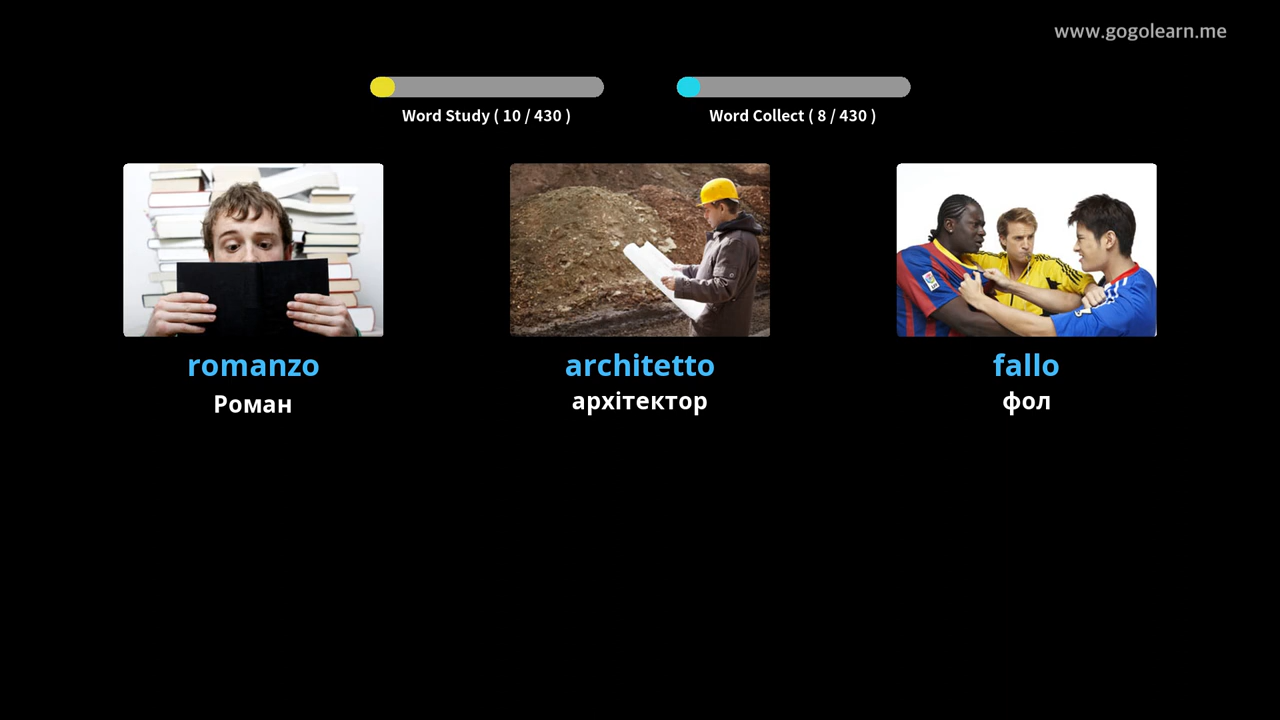 www.gogolearn.me
Word Study ( 10 / 430 )
Word Collect ( 8 / 430 )
romanzo
Роман
architetto
архітектор
fallo
фол